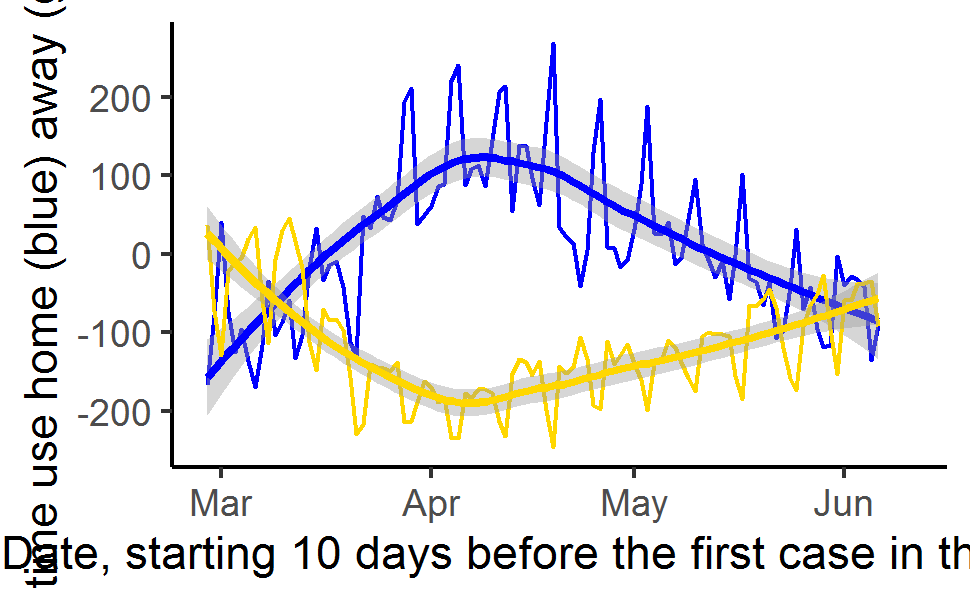 time use home (blue) away (
200
100
0
-100
-200
Mar Apr May Jun
Date, starting 10 days before the first case in th